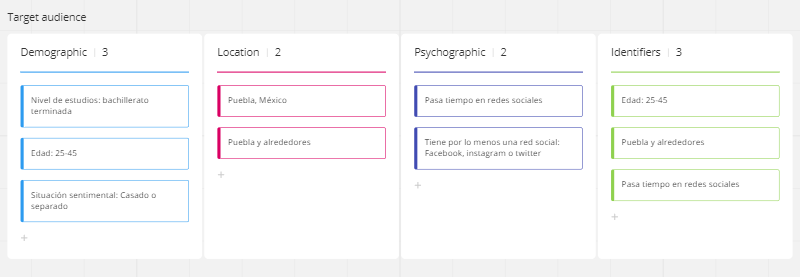 Target audience
Demographic | 3
Nivel de estudios: bachillerato
terminada
Edad: 25-45
Situación sentimental: Casado o
separado
+
Location | 2
Puebla, México
Puebla y alrededores
+
Psychographic | 2
Pasa tiempo en redes sociales
Tiene por lo menos una red social:
Facebook, instagram o twitter
+
Identifiers | 3
Edad: 25-45
Puebla y alrededores
Pasa tiempo en redes sociales
+